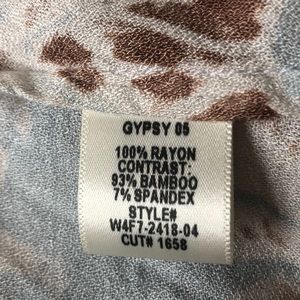 GYPSY 05
100% RAYON
CONTRAST:
93% BAMBOO
7% SPANDEX
STYLE#
W4F7-2418-04
CUT# 1658